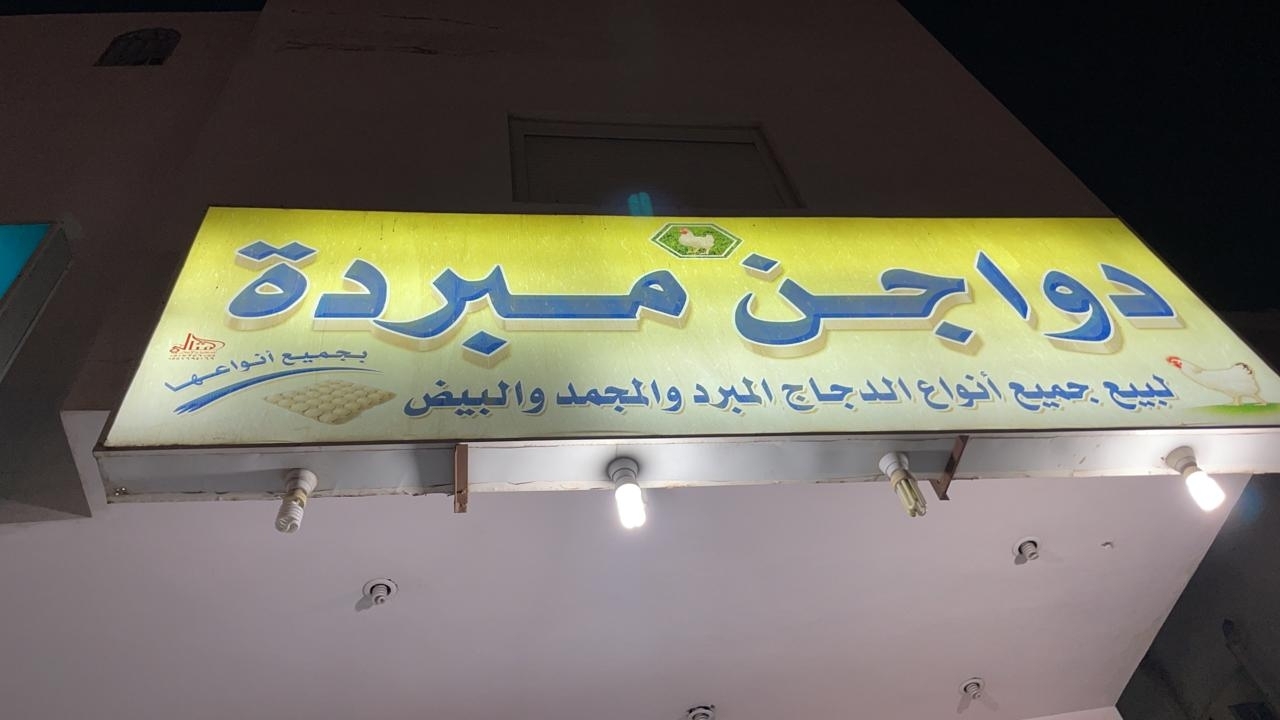 دواجن مبردة
لبيع جميع أنواع الدجاج المبرد والمجمد والبيض
بجميع أنواعها